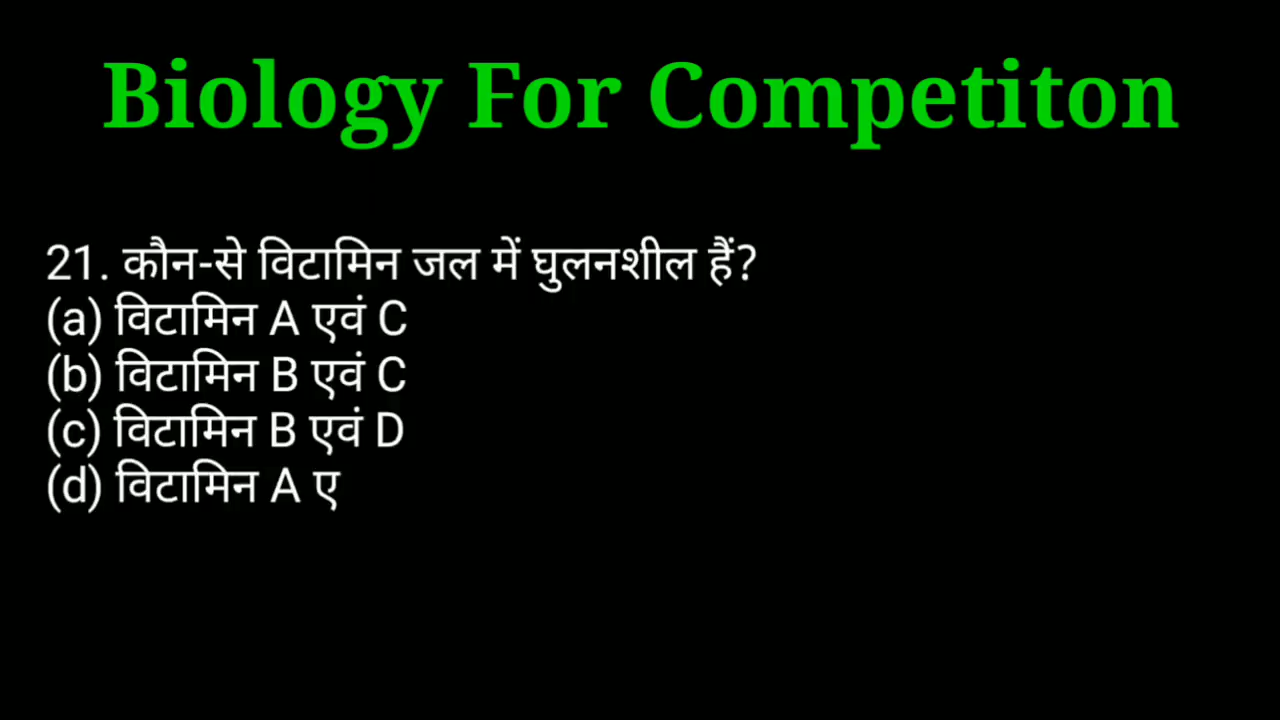 Biology For Competiton
21. कौन-से विटामिन जल में घुलनशील हैं?
(a) विटामिन A एवं C
(b) विटामिन B एवं C
(c) विटामिन B एवं D
(d) विटामिन A ए